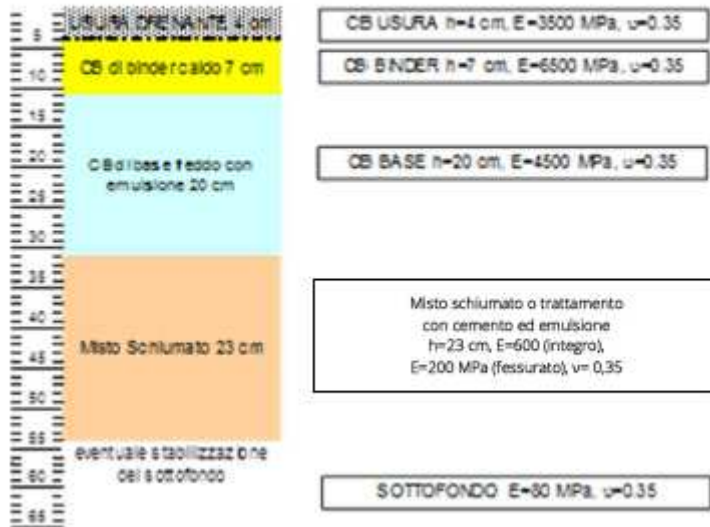 USURA DRENANTE 4 cm
CB di binder caldo 7 cm
CB di base freddo con
emulsione 20 cm
Misto Schiumato 23 cm
eventuale stabilizzazione
del sottofondo
5
10
15
20
25
30
35
40
45
50
55
60
65
CB USURA h=4 cm, E=3500 MPa, υ=0.35
CB BINDER h=7 cm, E=6500 MPa, υ=0.35
CB BASE h=20 cm, E=4500 MPa, υ=0.35
Misto schiumato o trattamento
con cemento ed emulsione
h=23 cm, E=600 (integro),
E=200 MPa (fessurato), ν= 0,35
SOTTOFONDO E=80 MPa, υ=0.35